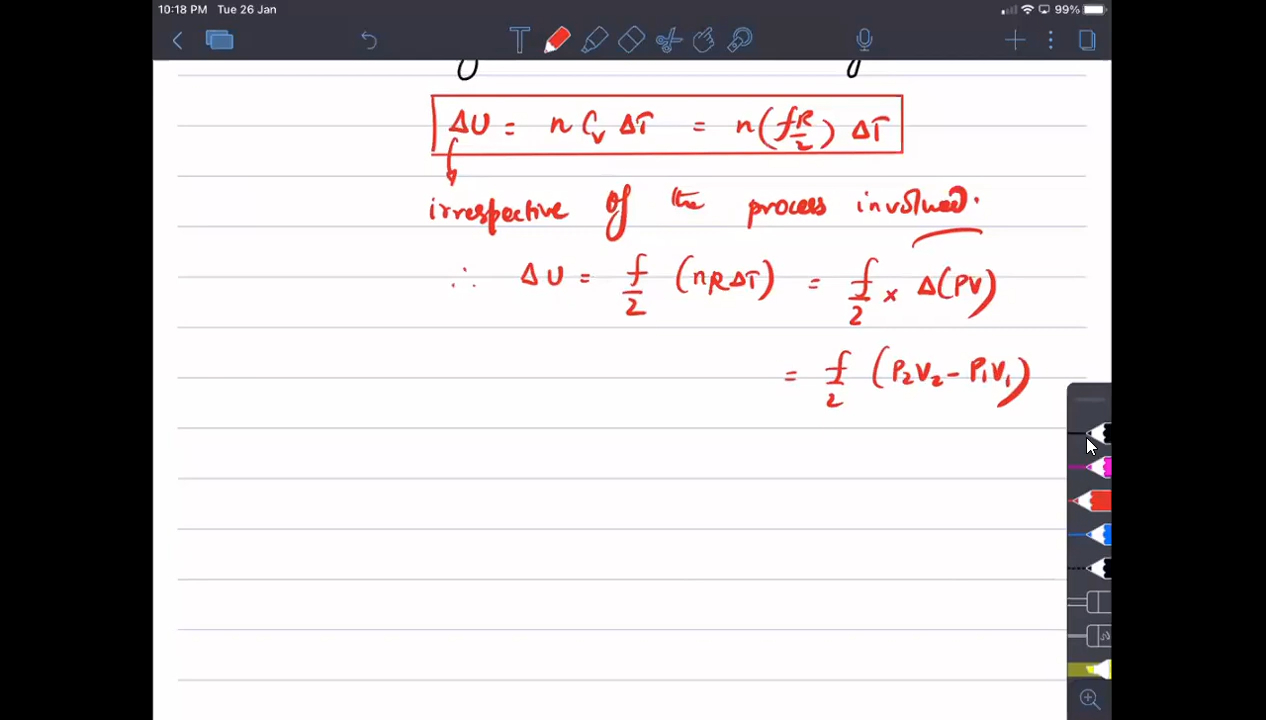 10:18 PM Tue 26 Jan 99%
ΔU = n Cv ΔT = n(fR/2) ΔT
irrespective of the process involved.
∴ ΔU = f/2 (nRΔT) = f/2 × Δ(PV)
= f/2 (P₂V₂ - P₁V₁)